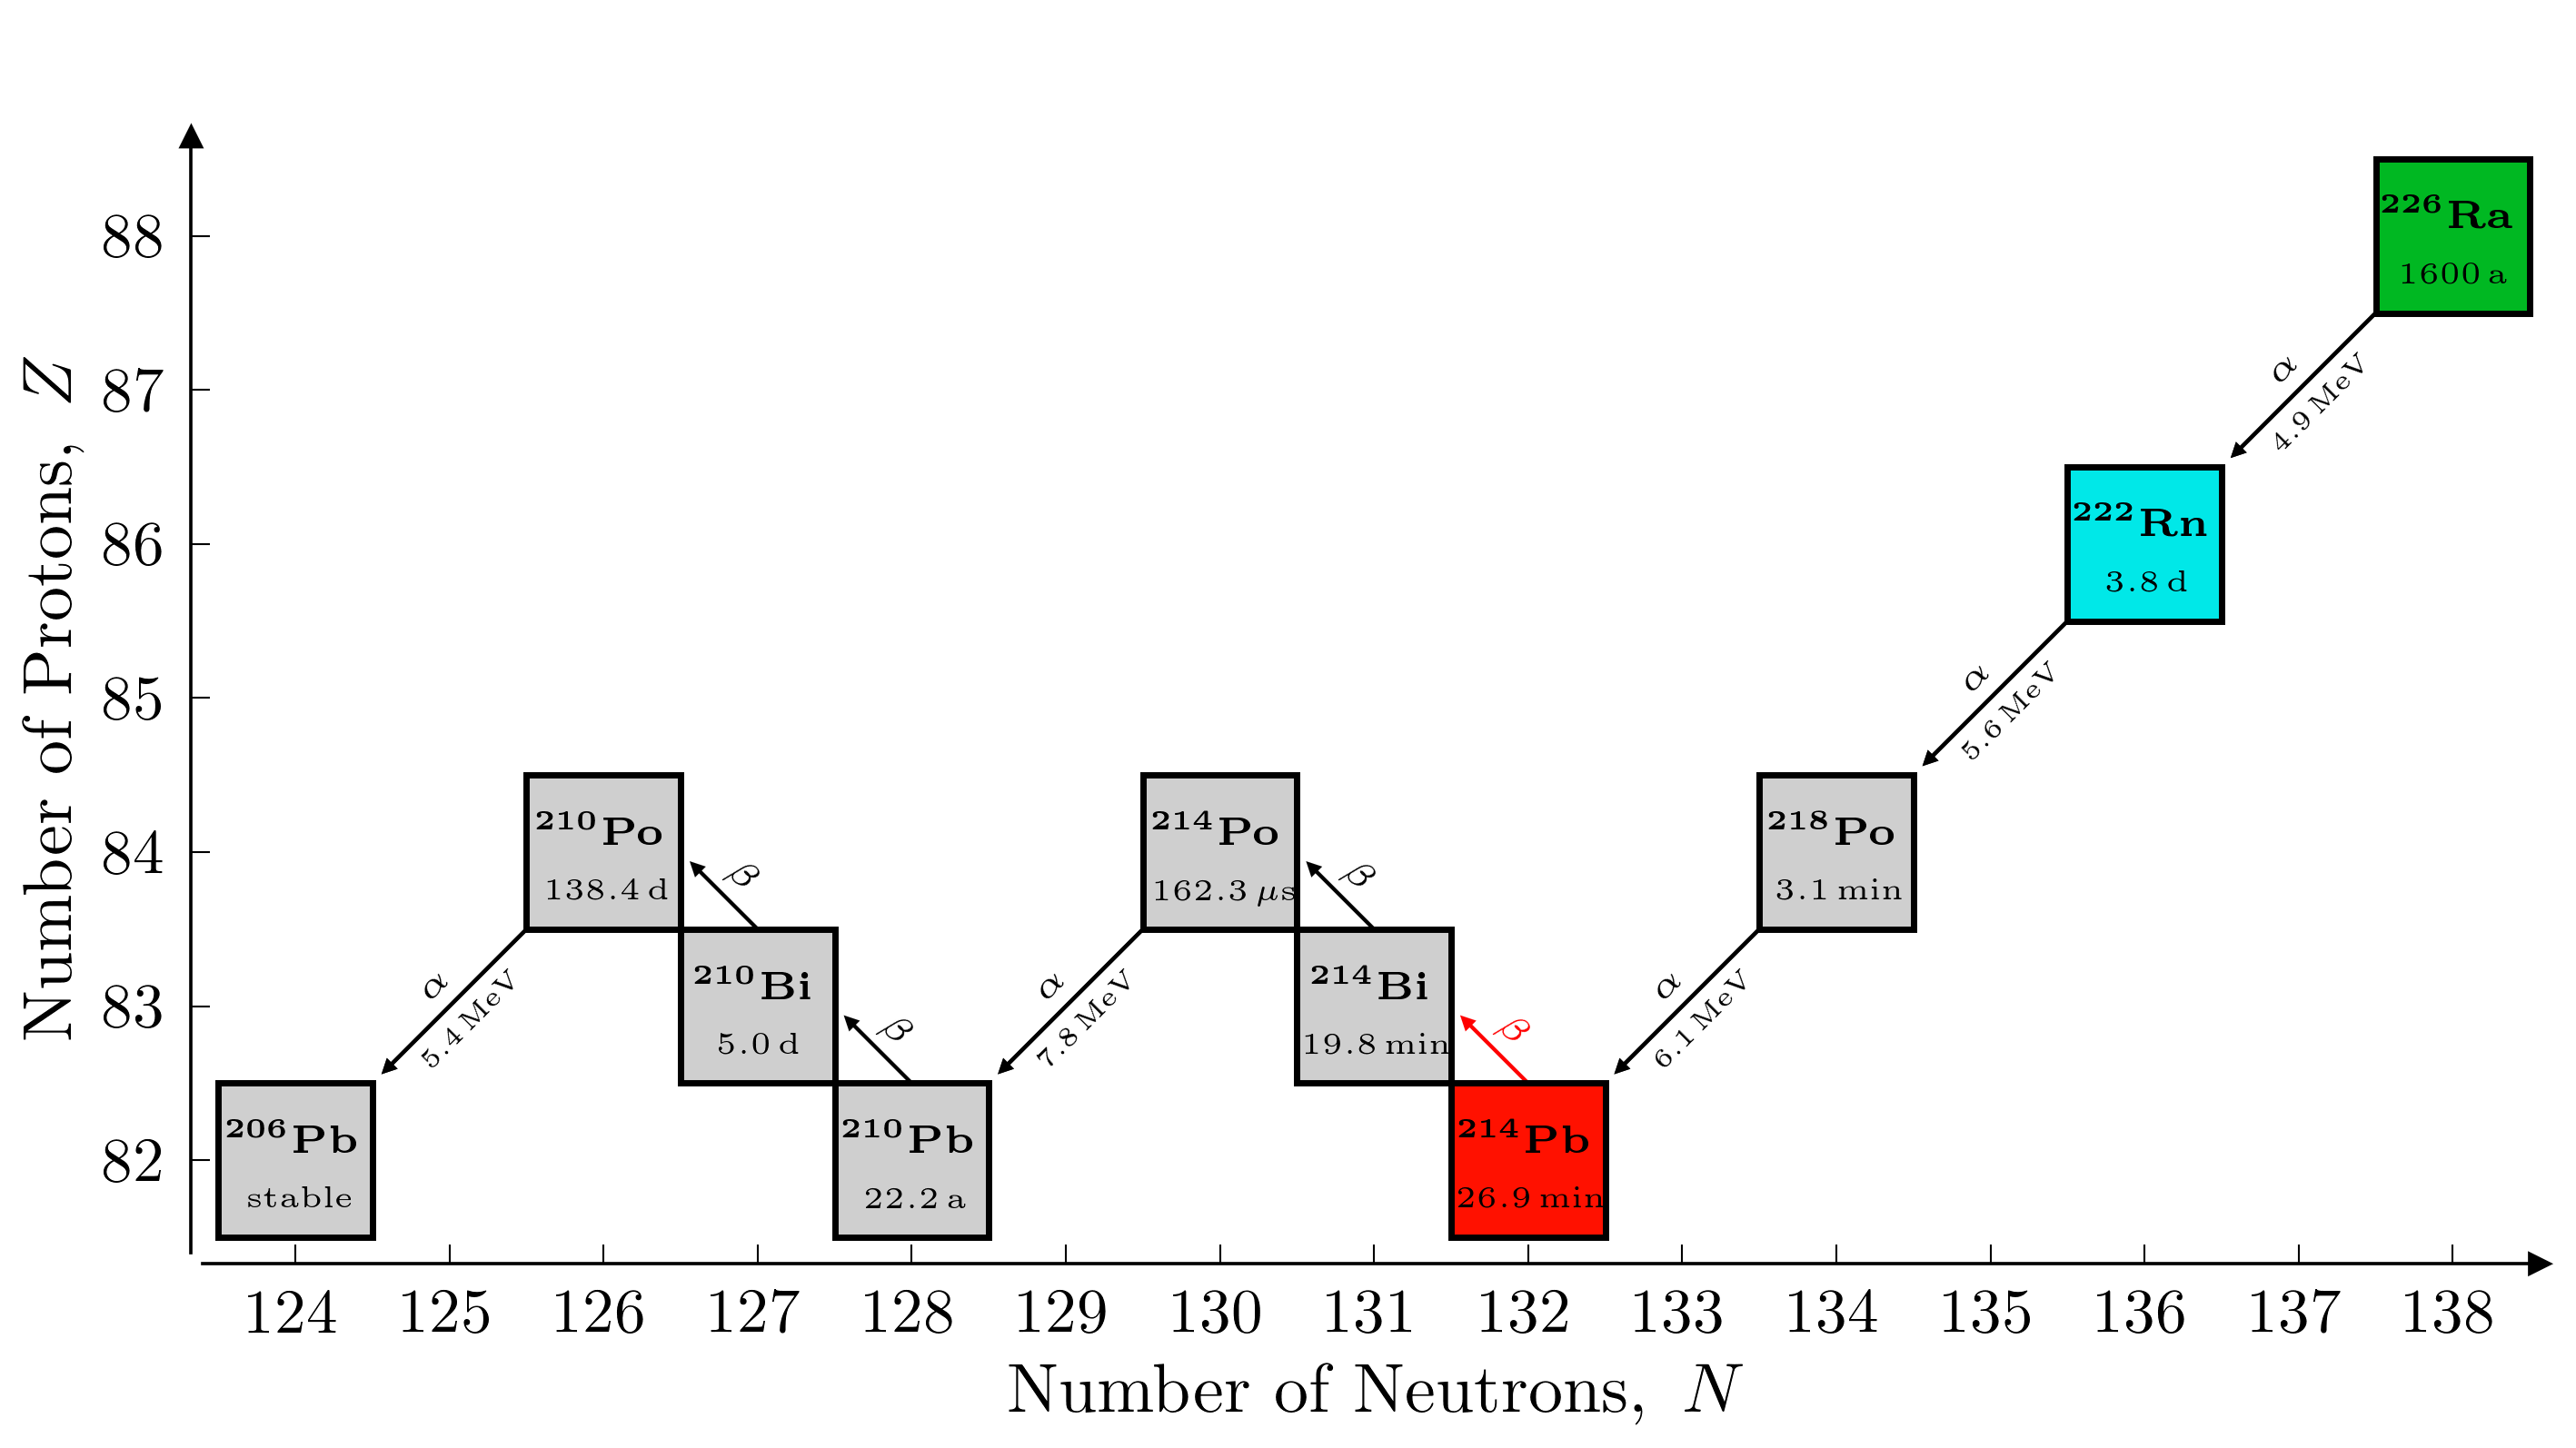 Number of Protons, Z
88
87
86
85
84
83
82
²²⁶Ra
1600 a
α
4.9 MeV
²²²Rn
3.8 d
α
5.6 MeV
²¹⁰Po
138.4 d
β
²¹⁴Po
162.3 μs
β
²¹⁸Po
3.1 min
α
5.4 MeV
²¹⁰Bi
5.0 d
β
α
7.8 MeV
²¹⁴Bi
19.8 min
β
α
6.1 MeV
²⁰⁶Pb
stable
²¹⁰Pb
22.2 a
²¹⁴Pb
26.9 min
124 125 126 127 128 129 130 131 132 133 134 135 136 137 138
Number of Neutrons, N